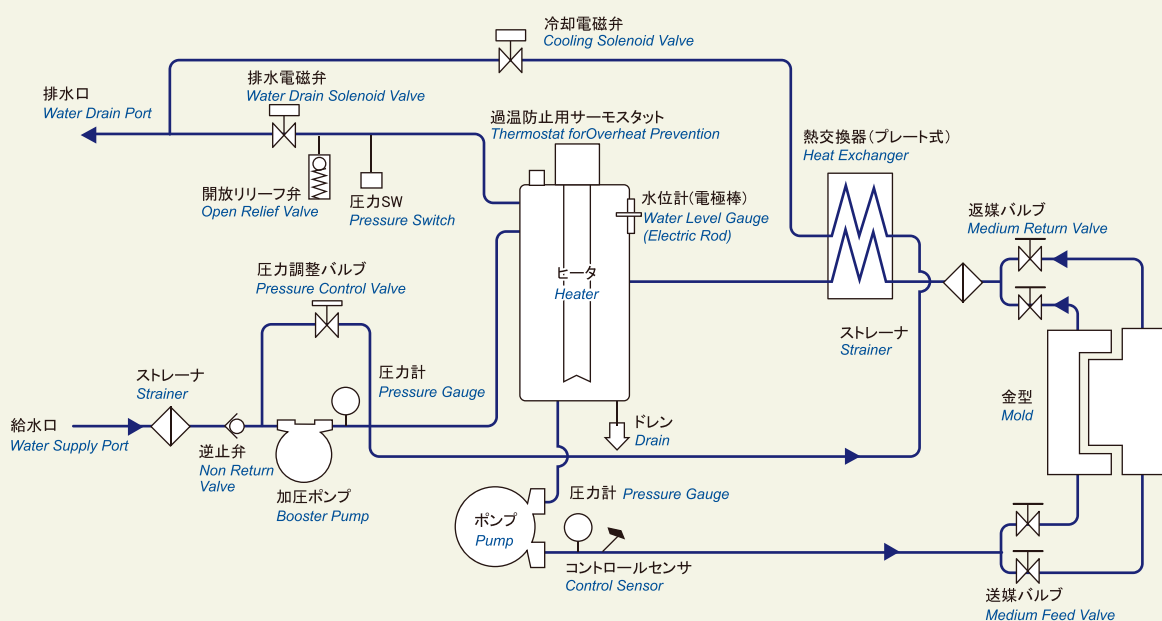 冷却電磁弁
Cooling Solenoid Valve
排水電磁弁
Water Drain Solenoid Valve
排水口
Water Drain Port
過温防止用サーモスタット
Thermostat forOverheat Prevention
熱交換器(プレート式)
Heat Exchanger
開放リリーフ弁
Open Relief Valve
圧力SW
Pressure Switch
水位計(電極棒)
Water Level Gauge
(Electric Rod)
返媒バルブ
Medium Return Valve
圧力調整バルブ
Pressure Control Valve
ヒータ
Heater
ストレーナ
Strainer
ストレーナ
Strainer
圧力計
Pressure Gauge
金型
Mold
給水口
Water Supply Port
逆止弁
Non Return
Valve
ドレン
Drain
加圧ポンプ
Booster Pump
圧力計 Pressure Gauge
ポンプ
Pump
コントロールセンサ
Control Sensor
送媒バルブ
Medium Feed Valve